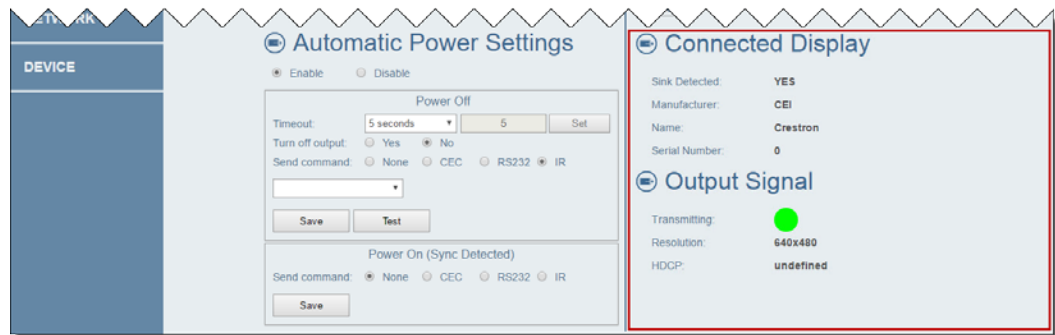 NETWORK
DEVICE
Automatic Power Settings
Enable Disable
Power Off
Timeout: 5 seconds 5 Set
Turn off output: Yes No
Send command: None CEC RS232 IR
Save Test
Power On (Sync Detected)
Send command: None CEC RS232 IR
Save
Connected Display
Sink Detected: YES
Manufacturer: CEI
Name: Crestron
Serial Number: 0
Output Signal
Transmitting:
Resolution: 640x480
HDCP: undefined